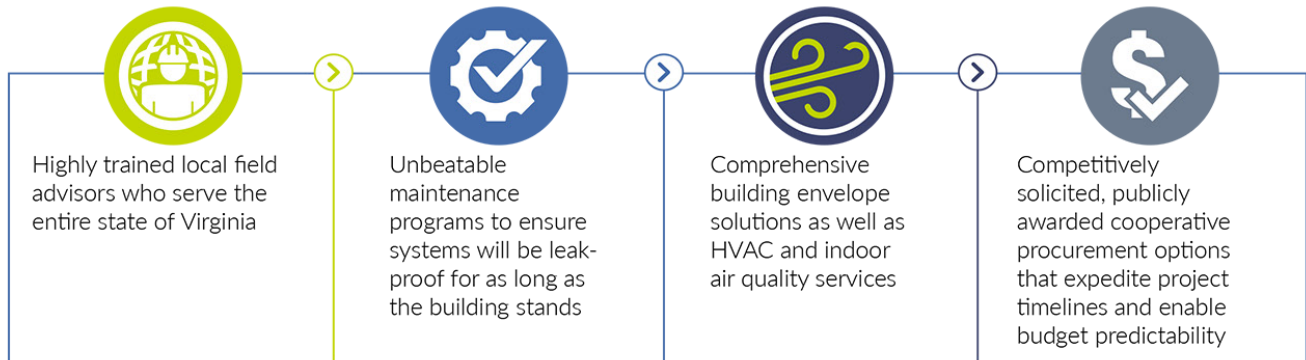 Highly trained local field
advisors who serve the
entire state of Virginia
Unbeatable
maintenance
programs to ensure
systems will be leak-
proof for as long as
the building stands
Comprehensive
building envelope
solutions as well as
HVAC and indoor
air quality services
Competitively
solicited, publicly
awarded cooperative
procurement options
that expedite project
timelines and enable
budget predictability